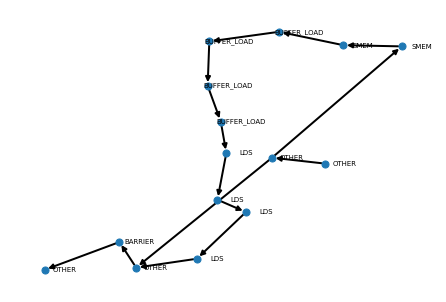 BUFFER_LOAD
BUFFER_LOAD
SMEM
SMEM
BUFFER_LOAD
BUFFER_LOAD
LDS
OTHER
OTHER
LDS
LDS
BARRIER
LDS
OTHER
OTHER